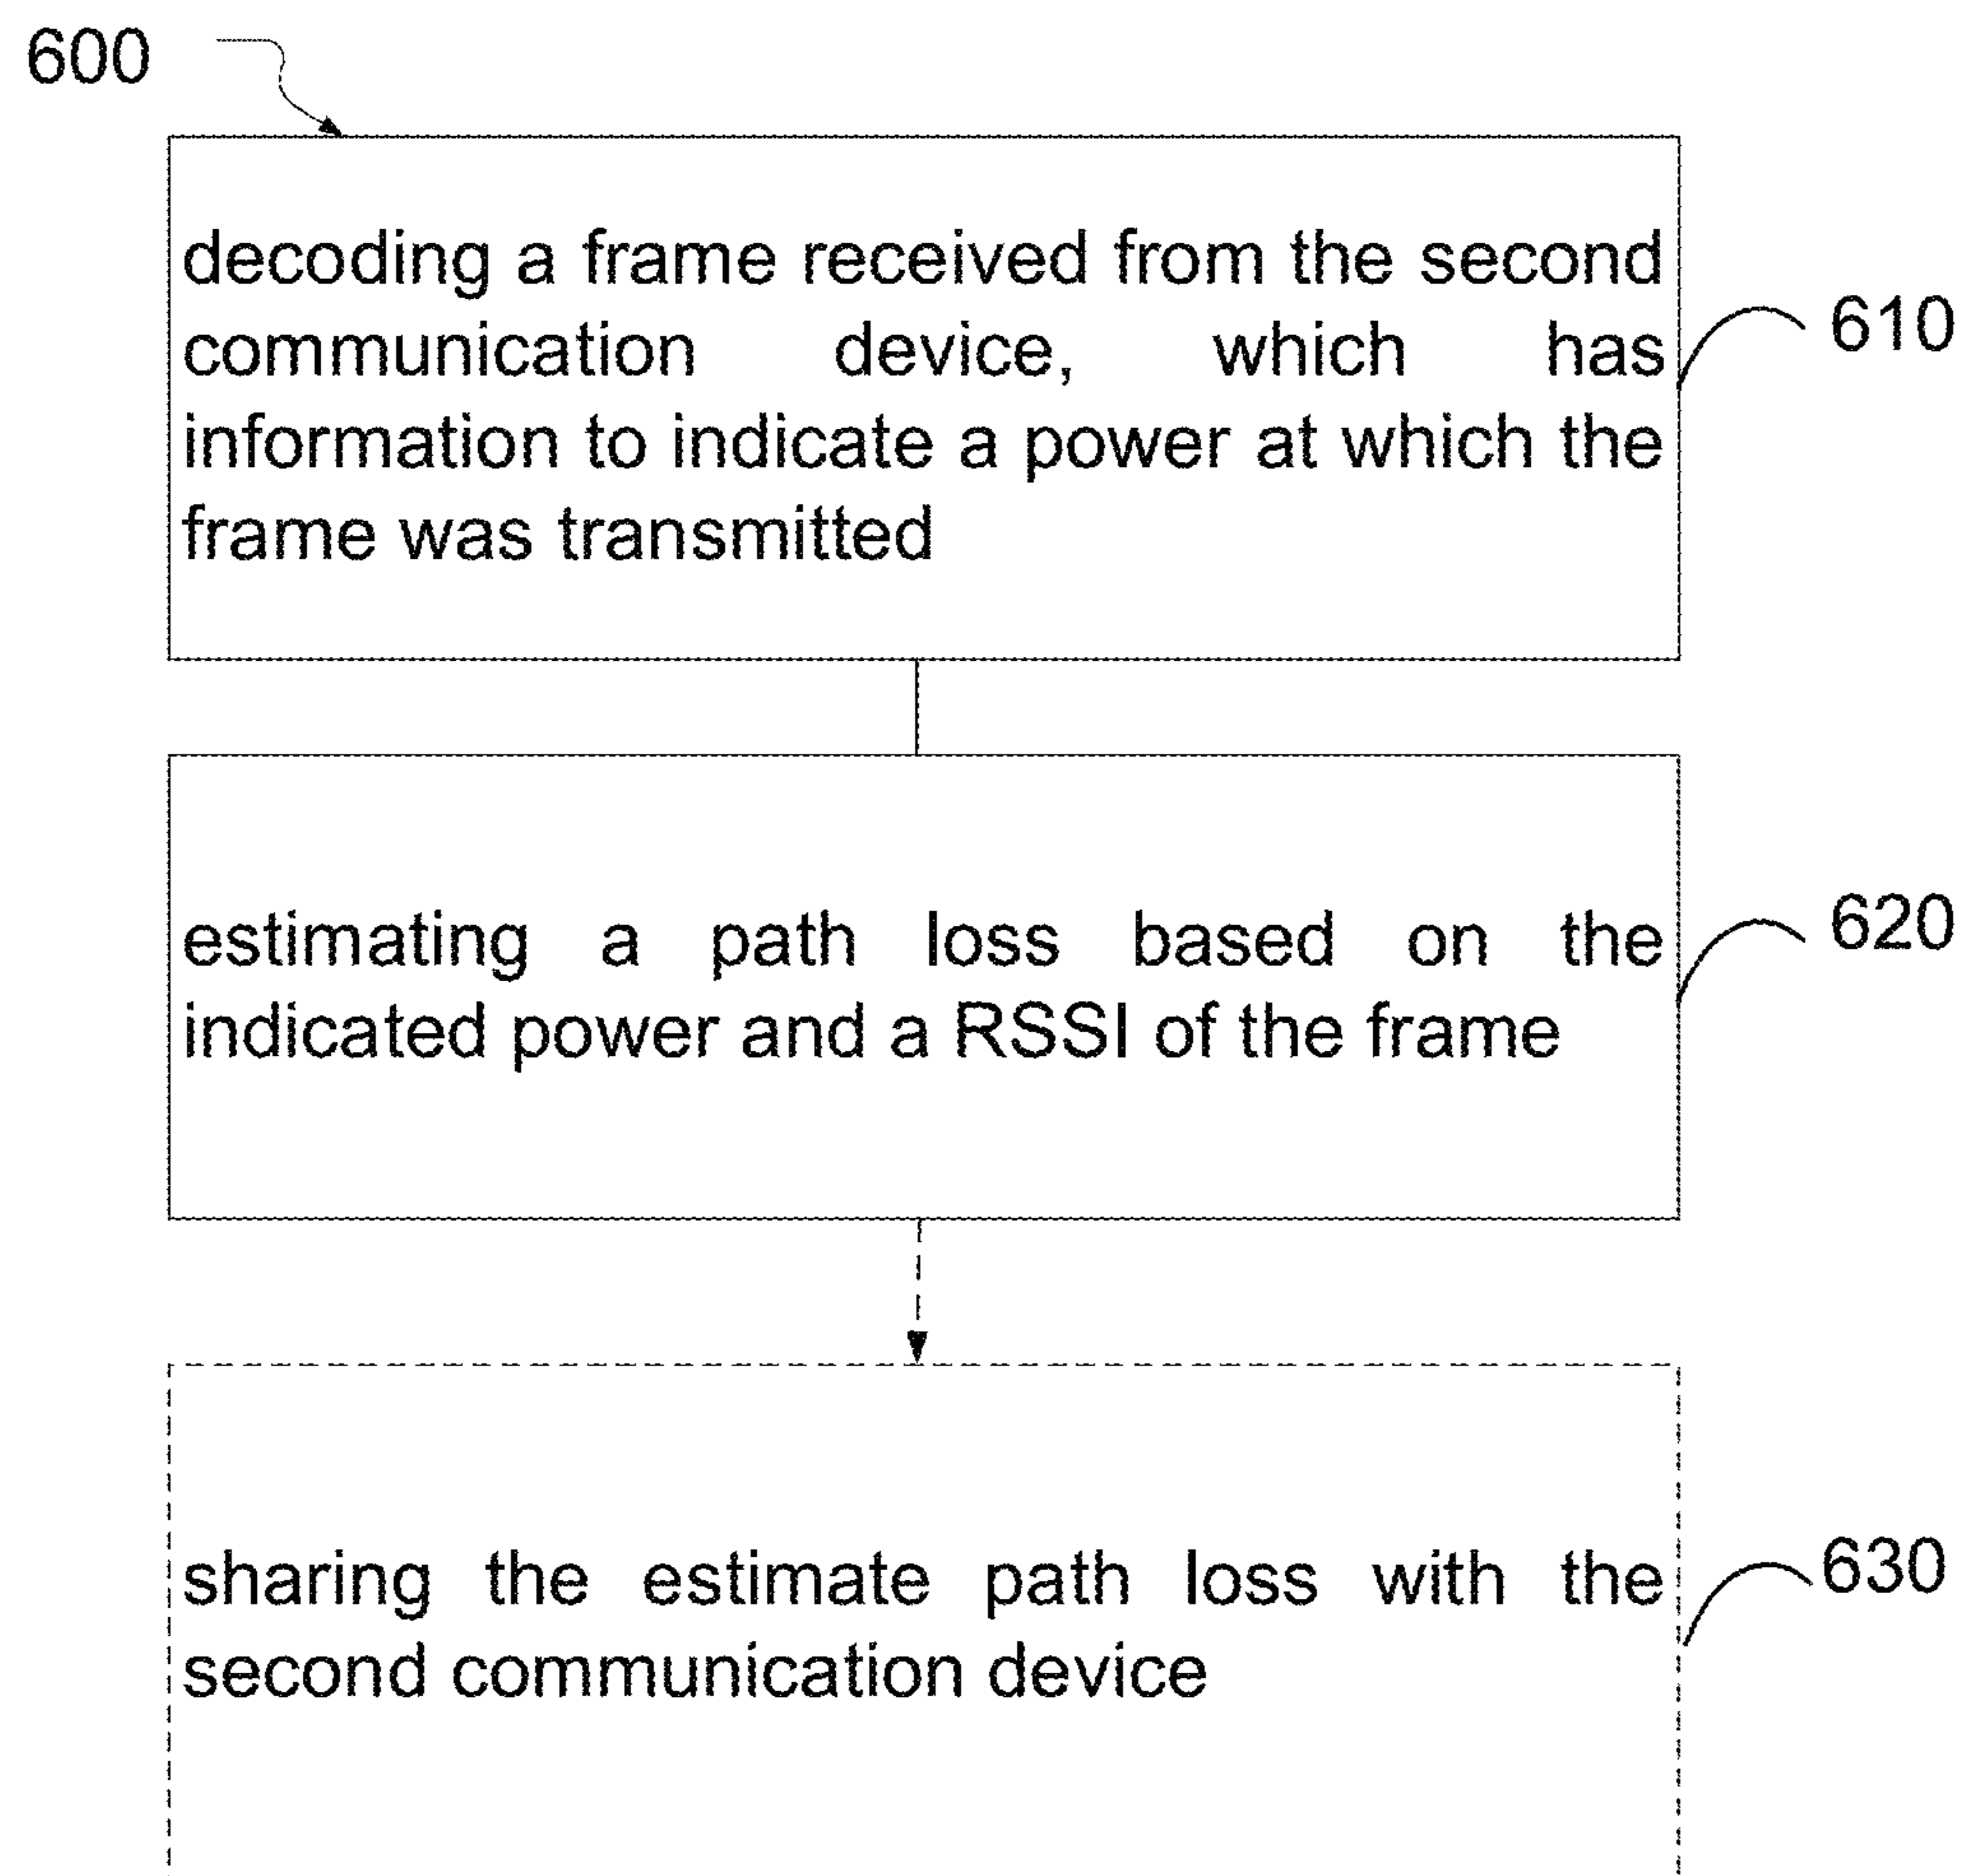 600
decoding a frame received from the second
communication device, which has
information to indicate a power at which the
frame was transmitted
610
estimating a path loss based on the
indicated power and a RSSI of the frame
620
sharing the estimate path loss with the
second communication device
630